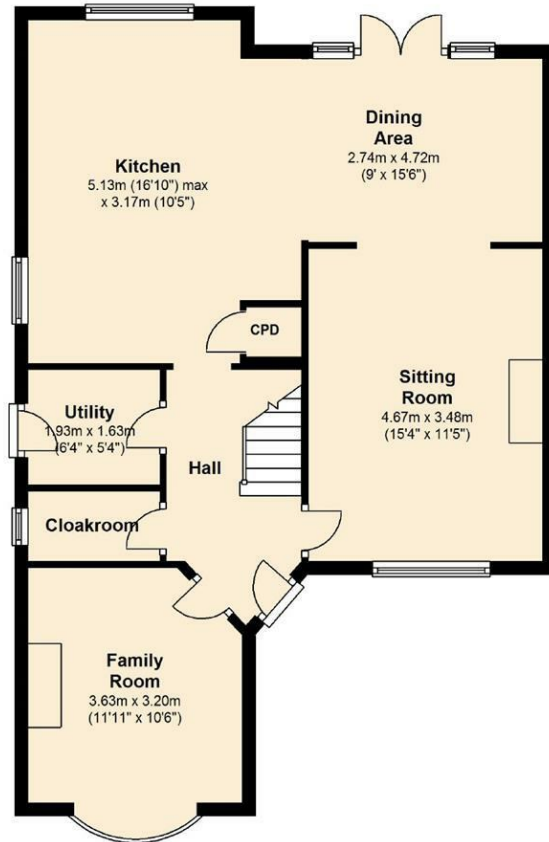 Dining
Area
2.74m x 4.72m
(9' x 15'6")
Kitchen
5.13m (16'10") max
x 3.17m (10'5")
CPD
Sitting
Room
4.67m x 3.48m
(15'4" x 11'5")
Utility
1.93m x 1.63m
(6'4" x 5'4")
Hall
Cloakroom
Family
Room
3.63m x 3.20m
(11'11" x 10'6")